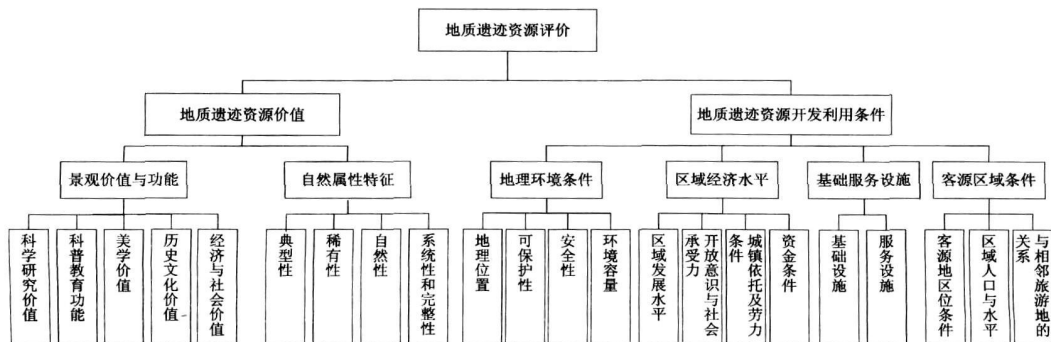 地质遗迹资源评价
地质遗迹资源价值
地质遗迹资源开发利用条件
景观价值与功能
自然属性特征
地理环境条件
区域经济水平
基础服务设施
客源区域条件
科学研究价值
科普教育功能
美学价值
历史文化价值
经济与社会价值
典型性
稀有性
自然性
系统性和完整性
地理位置
可保护性
安全性
环境容量
区域发展水平
开放意识与社会
承受力
城镇依托及劳力
条件
资金条件
基础设施
服务设施
客源地区位条件
区域人口与水平
与相邻旅游地的
关系